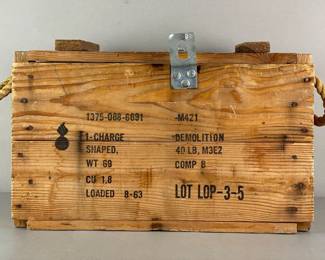 1375-088-6691 -M421
1-CHARGE DEMOLITION
SHAPED, 40 LB, M3E2
WT 69 COMP B
CU 1.8
LOADED 8-63 LOT LOP-3-5